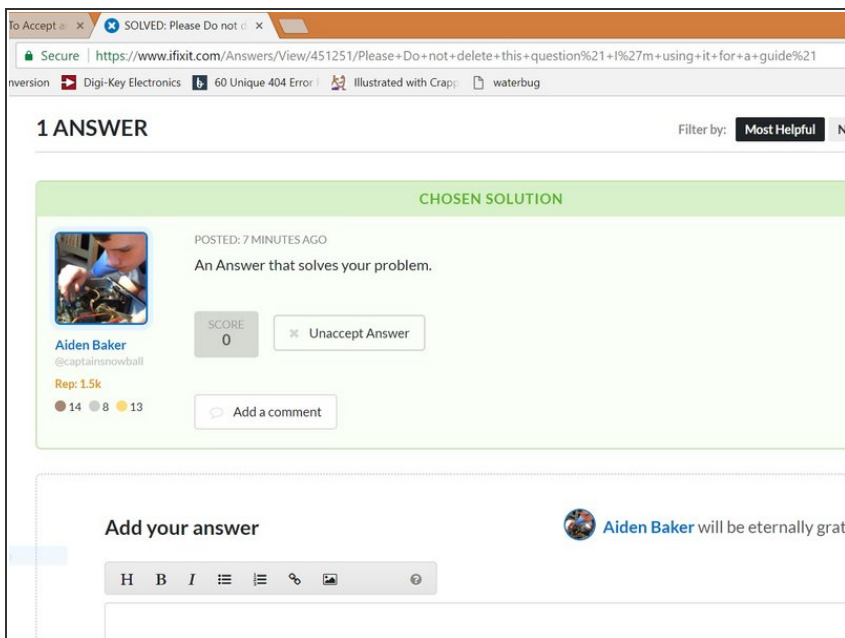 To Accept a
SOLVED: Please Do not d
Secure https://www.ifixit.com/Answers/View/451251/Please+Do+not+delete+this+question%21+I%27m+using+it+for+a+guide%21
nversion Digi-Key Electronics 60 Unique 404 Error Illustrated with Crapp waterbug
1 ANSWER
Filter by: Most Helpful N
CHOSEN SOLUTION
POSTED: 7 MINUTES AGO
An Answer that solves your problem.
SCORE
0
Unaccept Answer
Aiden Baker
@captainsnowball
Rep: 1.5k
14 8 13
Add a comment
Add your answer
Aiden Baker will be eternally grat
H B I